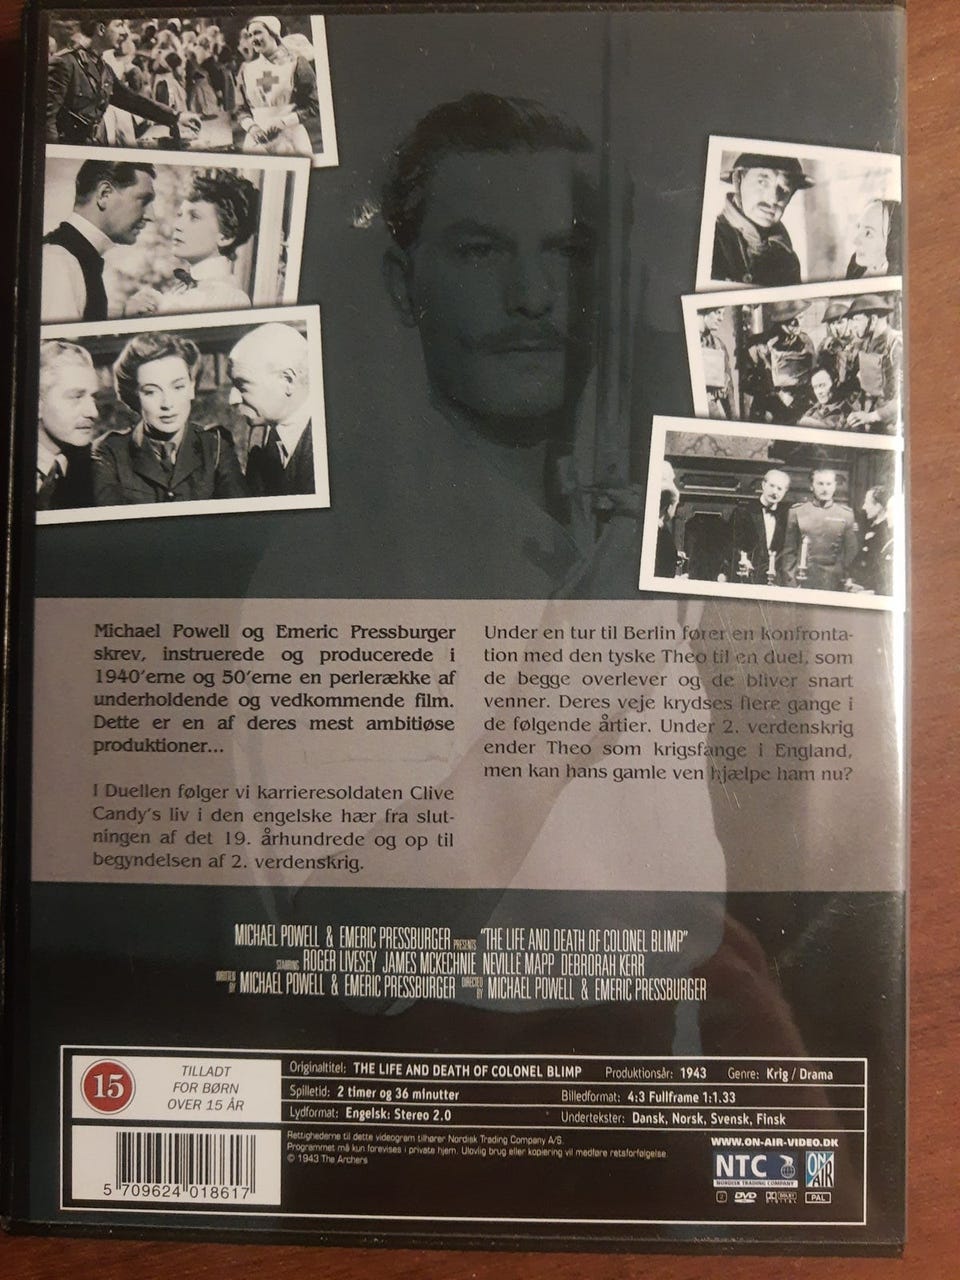 Michael Powell og Emeric Pressburger
skrev, instruerede og producerede i
1940'erne og 50'erne en perlerække af
underholdende og vedkommende film.
Dette er en af deres mest ambitiøse
produktioner...
I Duellen følger vi karrieresoldaten Clive
Candy's liv i den engelske hær fra slut-
ningen af det 19. århundrede og op til
begyndelsen af 2. verdenskrig.
Under en tur til Berlin fører en konfronta-
tion med den tyske Theo til en duel, som
de begge overlever og de bliver snart
venner. Deres veje krydses flere gange i
de følgende årtier. Under 2. verdenskrig
ender Theo som krigsfange i England,
men kan hans gamle ven hjælpe ham nu?
MICHAEL POWELL & EMERIC PRESSBURGER PRESENTS "THE LIFE AND DEATH OF COLONEL BLIMP"
STARRING ROGER LIVESEY JAMES MCKECHNIE NEVILLE MAPP DEBRORAH KERR
WRITTEN BY MICHAEL POWELL & EMERIC PRESSBURGER DIRECTED BY MICHAEL POWELL & EMERIC PRESSBURGER
15
TILLADT
FOR BØRN
OVER 15 ÅR
Originaltitel: THE LIFE AND DEATH OF COLONEL BLIMP Produktionsår: 1943 Genre: Krig / Drama
Spilletid: 2 timer og 36 minutter Billedformat: 4:3 Fullframe 1:1.33
Lydformat: Engelsk: Stereo 2.0 Undertekster: Dansk, Norsk, Svensk, Finsk
Rettighederne til dette videogram tilhører Nordisk Trading Company A/S.
Programmet må kun forevises i private hjem. Ulovlig brug eller kopiering vil medføre retsforfølgelse.
© 1943 The Archers
5 709624 018617
WWW.ON-AIR-VIDEO.DK
NTC
NORDISK TRADING COMPANY
ON AIR
2 DVD DOLBY DIGITAL PAL